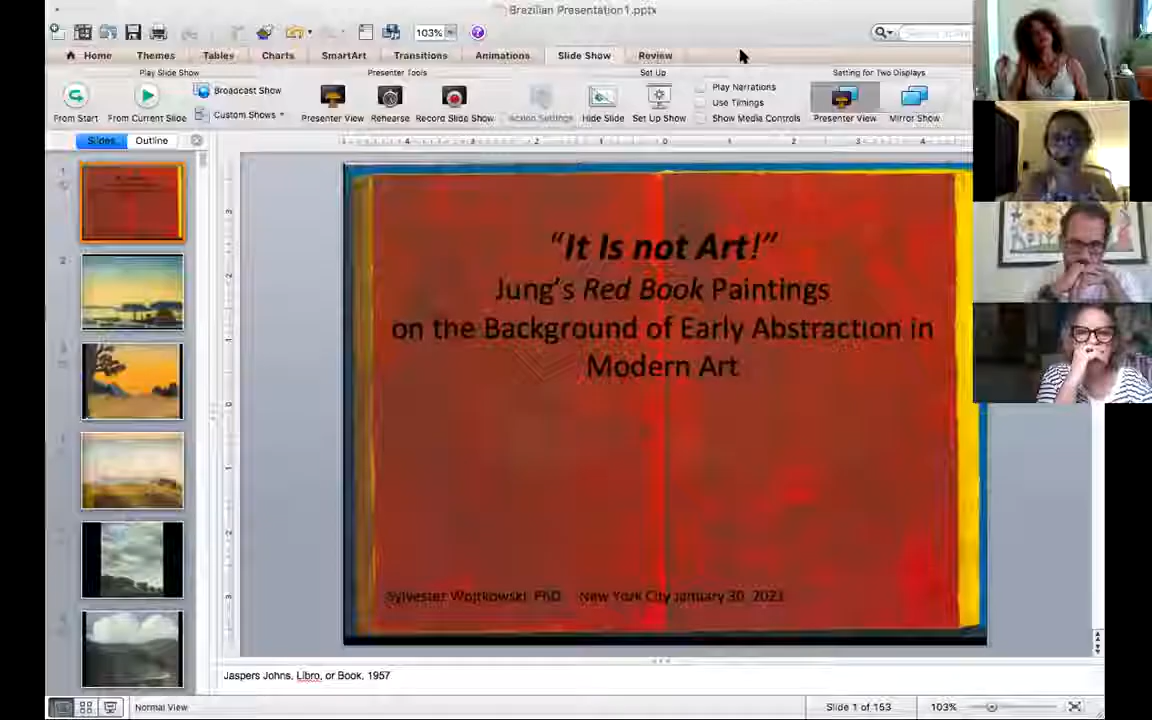 Brazilian Presentation1.pptx
103%
Home Themes Tables Charts SmartArt Transitions Animations Slide Show Review
Play Slide Show Presenter Tools Set Up Setting for Two Displays
From Start From Current Slide Broadcast Show Custom Shows Presenter View Rehearse Record Slide Show Action Settings Hide Slide Set Up Show Play Narrations Use Timings Show Media Controls Presenter View Mirror Show
Slides Outline
“It Is not Art!”
Jung’s Red Book Paintings
on the Background of Early Abstraction in
Modern Art
Sylvester Wojtkowski, PhD New York City January 30, 2021
Jaspers Johns, Libro, or Book, 1957
Normal View Slide 1 of 153 103%